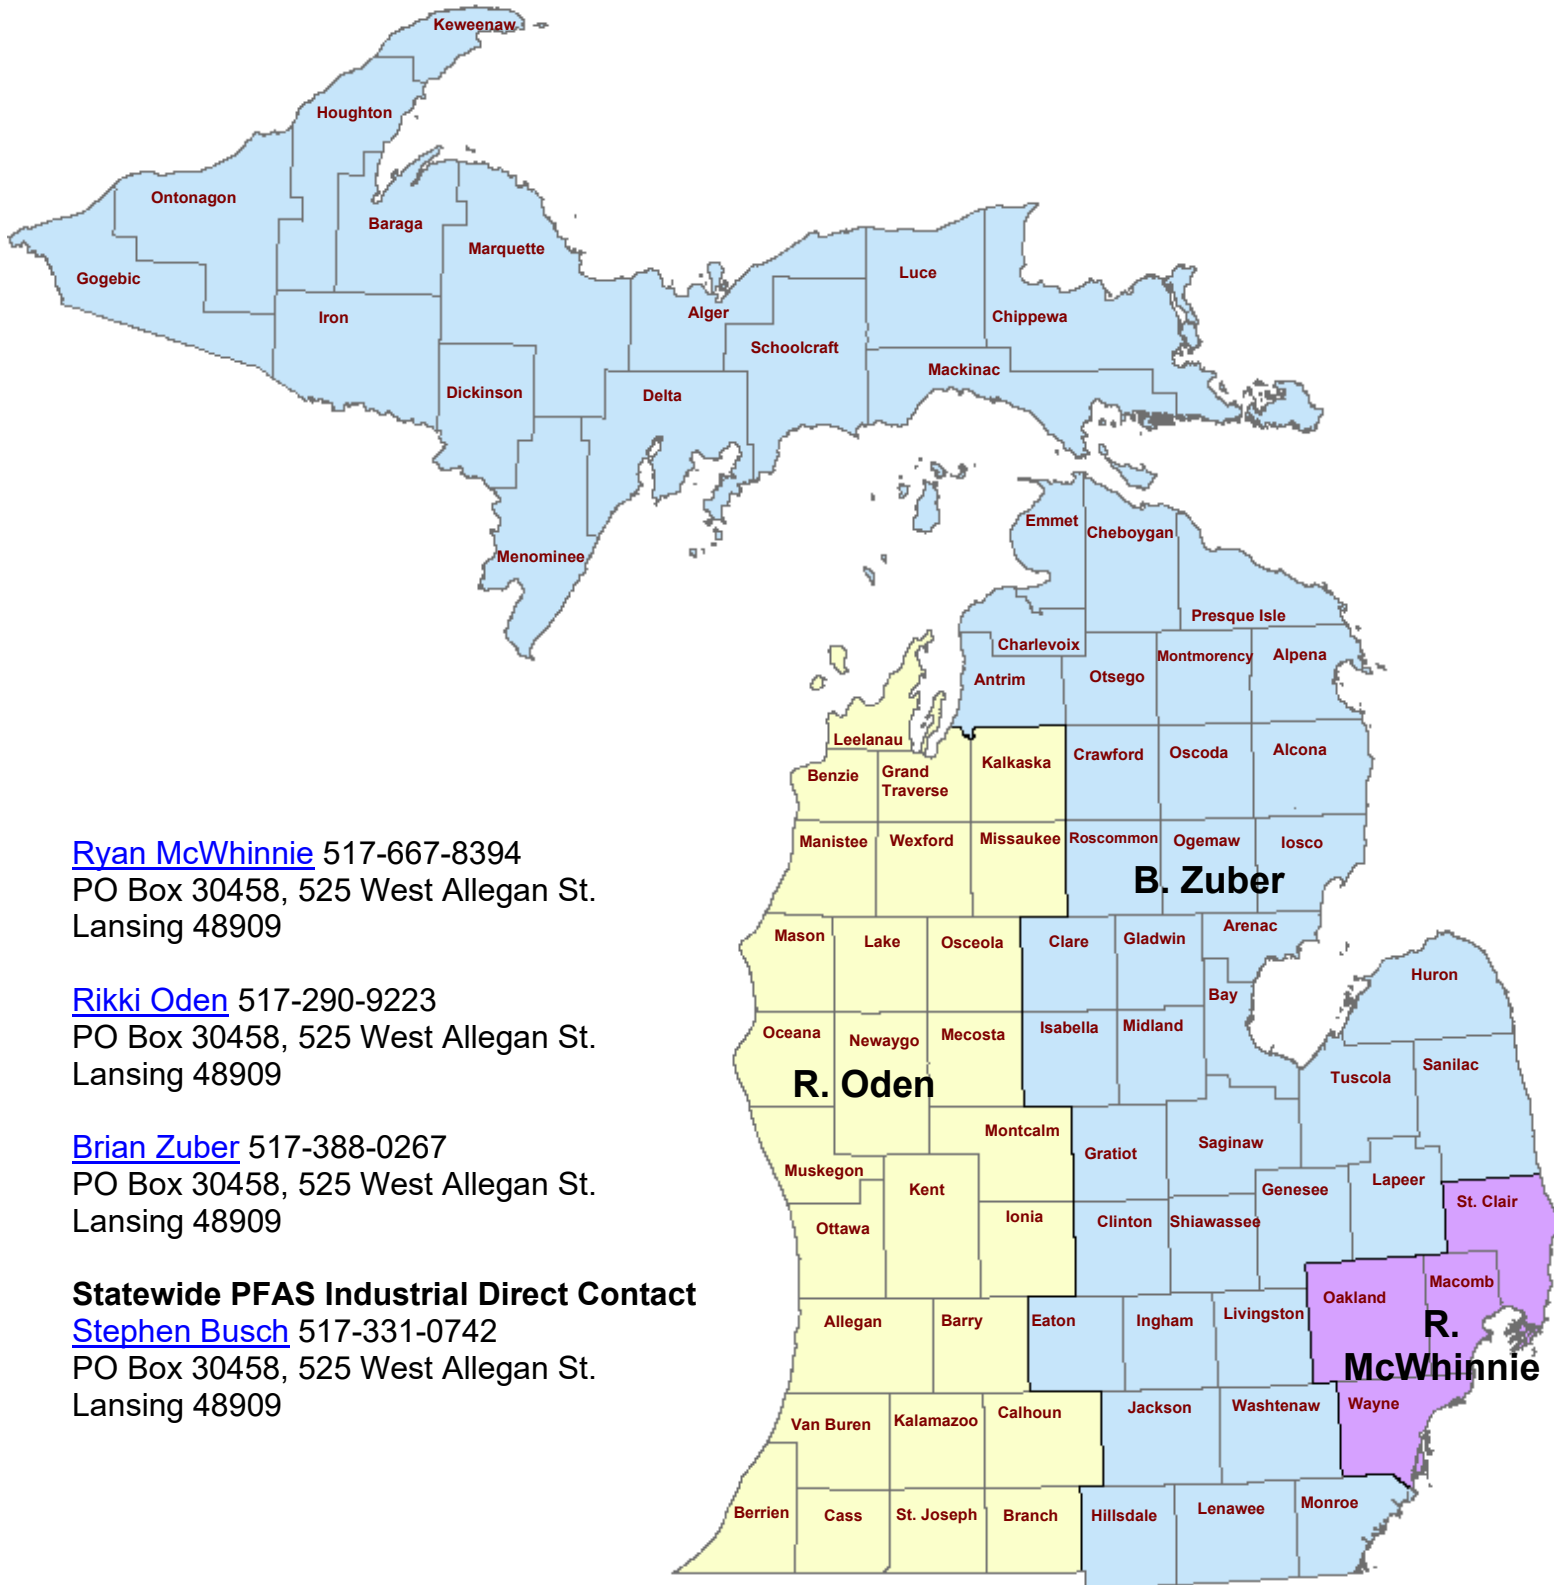 Keweenaw
Houghton
Ontonagon
Baraga
Marquette
Gogebic
Iron
Luce
Alger
Chippewa
Schoolcraft
Mackinac
Dickinson
Delta
Menominee
Emmet
Cheboygan
Presque Isle
Charlevoix
Montmorency
Alpena
Antrim
Otsego
Leelanau
Benzie
Grand
Traverse
Kalkaska
Crawford
Oscoda
Alcona
Manistee
Wexford
Missaukee
Roscommon
Ogemaw
Iosco
B. Zuber
Mason
Lake
Osceola
Clare
Gladwin
Arenac
Huron
Bay
Oceana
Newaygo
Mecosta
Isabella
Midland
Tuscola
Sanilac
R. Oden
Montcalm
Gratiot
Saginaw
Muskegon
Kent
Genesee
Lapeer
St. Clair
Ottawa
Ionia
Clinton
Shiawassee
Oakland
Macomb
Allegan
Barry
Eaton
Ingham
Livingston
R.
McWhinnie
Van Buren
Kalamazoo
Calhoun
Jackson
Washtenaw
Wayne
Berrien
Cass
St. Joseph
Branch
Hillsdale
Lenawee
Monroe
Ryan McWhinnie 517-667-8394
PO Box 30458, 525 West Allegan St.
Lansing 48909
Rikki Oden 517-290-9223
PO Box 30458, 525 West Allegan St.
Lansing 48909
Brian Zuber 517-388-0267
PO Box 30458, 525 West Allegan St.
Lansing 48909
Statewide PFAS Industrial Direct Contact
Stephen Busch 517-331-0742
PO Box 30458, 525 West Allegan St.
Lansing 48909